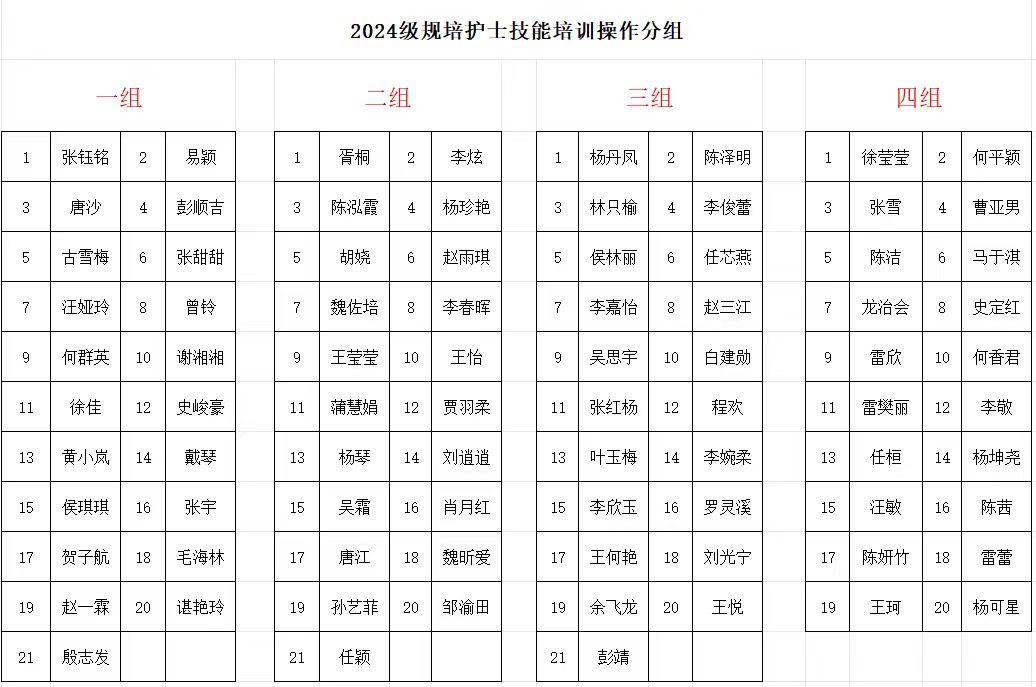 2024级规培护士技能培训操作分组
一组 二组 三组 四组
1 张钰铭 2 易颖 1 胥桐 2 李炫 1 杨丹凤 2 陈泽明 1 徐莹莹 2 何平颖
3 唐沙 4 彭顺吉 3 陈泓霞 4 杨珍艳 3 林只榆 4 李俊蕾 3 张雪 4 曹亚男
5 古雪梅 6 张甜甜 5 胡娆 6 赵雨琪 5 侯林丽 6 任芯燕 5 陈洁 6 马于淇
7 汪娅玲 8 曾铃 7 魏佐培 8 李春晖 7 李嘉怡 8 赵三江 7 龙治会 8 史定红
9 何群英 10 谢湘湘 9 王莹莹 10 王怡 9 吴思宇 10 白建勋 9 雷欣 10 何香君
11 徐佳 12 史峻豪 11 蒲慧娟 12 贾羽柔 11 张红杨 12 程欢 11 雷樊丽 12 李敬
13 黄小岚 14 戴琴 13 杨琴 14 刘逍遥 13 叶玉梅 14 李婉柔 13 任桓 14 杨坤尧
15 侯琪琪 16 张宇 15 吴霜 16 肖月红 15 李欣玉 16 罗灵溪 15 汪敏 16 陈茜
17 贺子航 18 毛海林 17 唐江 18 魏昕爱 17 王何艳 18 刘光宁 17 陈妍竹 18 雷蕾
19 赵一霖 20 谌艳玲 19 孙艺菲 20 邹渝田 19 余飞龙 20 王悦 19 王珂 20 杨可星
21 殷志发 21 任颖 21 彭靖